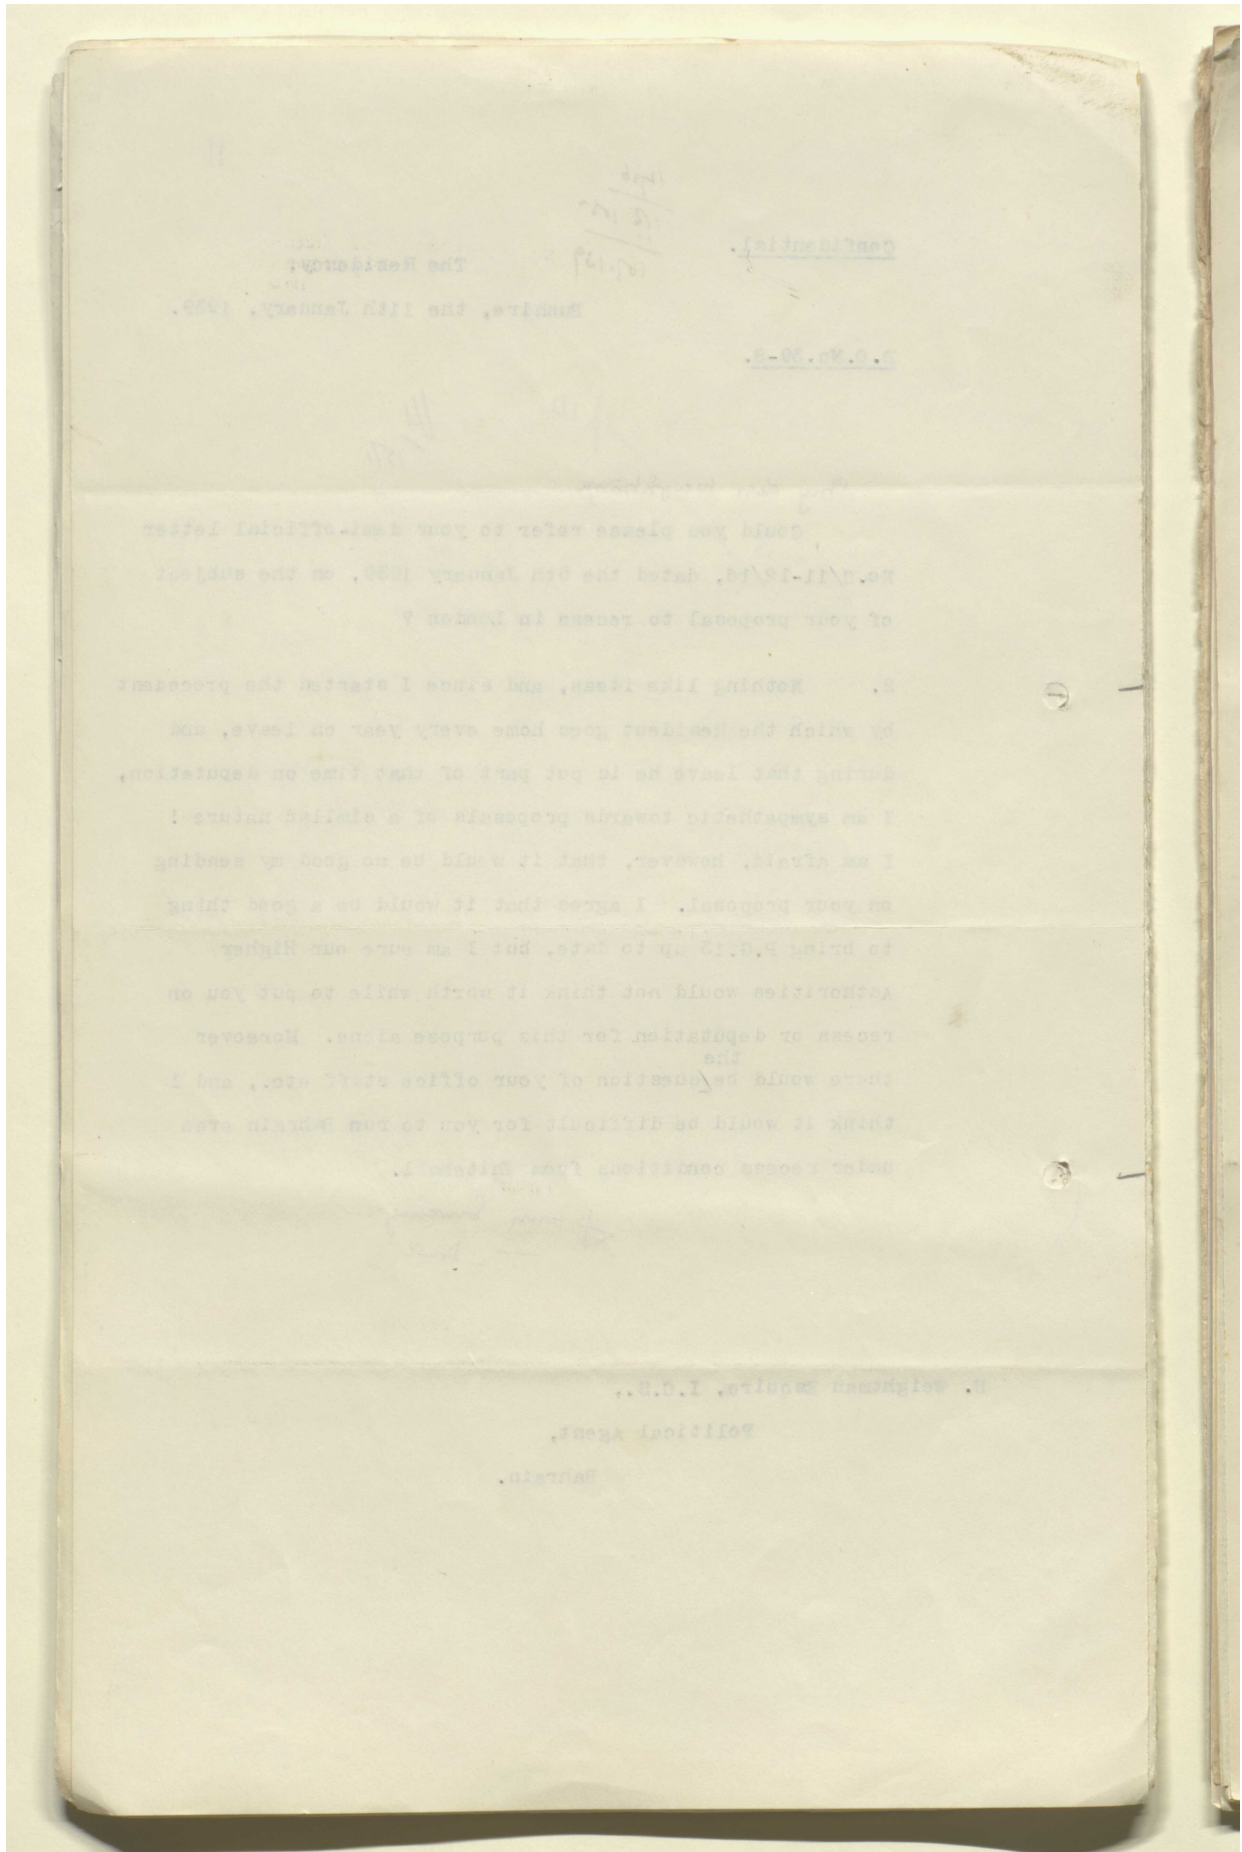 Confidential.
The Residency,
Bushire, the 11th January, 1939.
D.O.No.39-S.
Could you please refer to your demi-official letter
dated the 8th January 1939, on the subject
of your proposal to recess in London ?
2. Nothing like ideas, and since I started the precedent
by which the Resident goes home every year on leave, and
during that leave he is put part of that time on deputation,
I am sympathetic towards proposals of a similar nature !
I am afraid, however, that it would be no good my sending
on your proposal. I agree that it would be a good thing
to bring P.G.13 up to date, but I am sure our Higher
Authorities would not think it worth while to put you on
recess or deputation for this purpose alone. Moreover
there would be/the question of your office staff etc., and I
think it would be difficult for you to run Bahrain even
under recess conditions from Whitehall.
H. Weightman Esquire, I.C.S.,
Political Agent,
Bahrain.